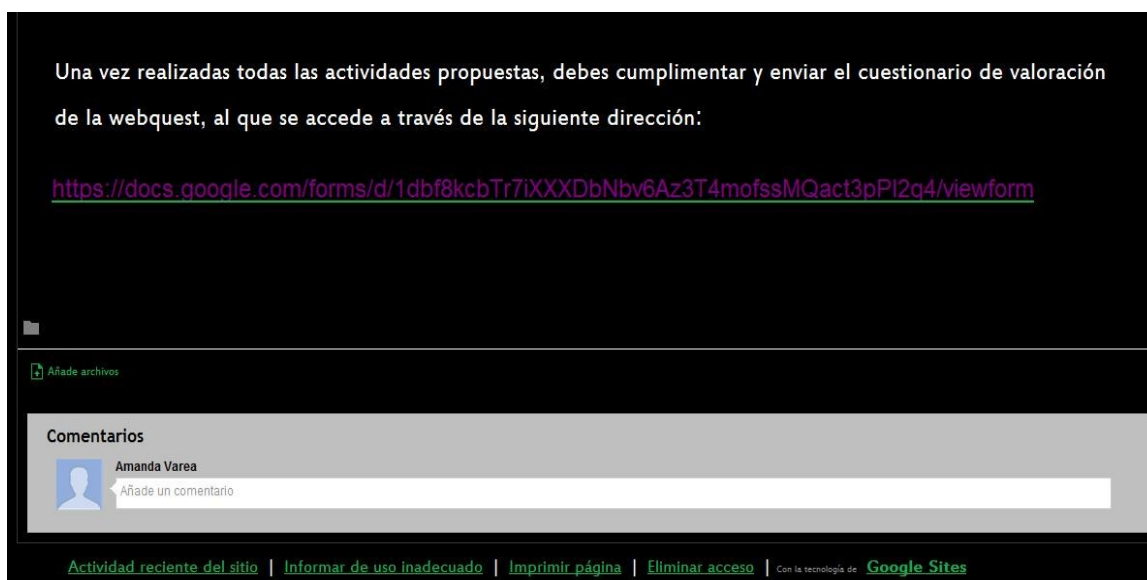 Una vez realizadas todas las actividades propuestas, debes cumplimentar y enviar el cuestionario de valoración
de la webquest, al que se accede a través de la siguiente dirección:
https://docs.google.com/forms/d/1dbf8kcbTr7iXXXDbNbv6Az3T4mofssMQact3pPI2q4/viewform
Añade archivos
Comentarios
Amanda Varea
Añade un comentario
Actividad reciente del sitio | Informar de uso inadecuado | Imprimir página | Eliminar acceso | Con la tecnología de Google Sites